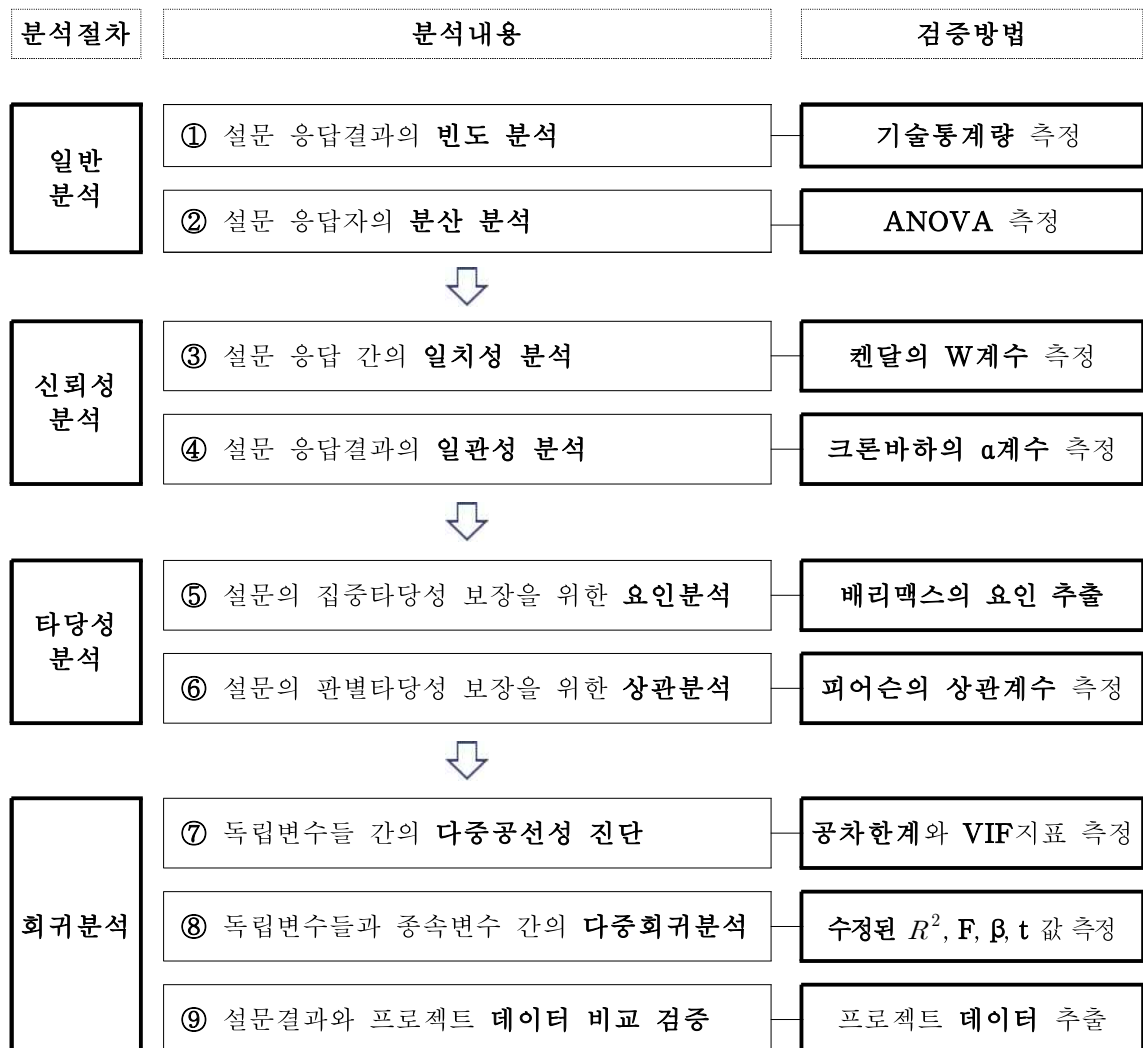 분석절차 분석내용 검증방법
일반
분석
① 설문 응답결과의 빈도 분석 기술통계량 측정
② 설문 응답자의 분산 분석 ANOVA 측정
신뢰성
분석
③ 설문 응답 간의 일치성 분석 켄달의 W계수 측정
④ 설문 응답결과의 일관성 분석 크론바하의 α계수 측정
타당성
분석
⑤ 설문의 집중타당성 보장을 위한 요인분석 배리맥스의 요인 추출
⑥ 설문의 판별타당성 보장을 위한 상관분석 피어슨의 상관계수 측정
회귀분석
⑦ 독립변수들 간의 다중공선성 진단 공차한계와 VIF지표 측정
⑧ 독립변수들과 종속변수 간의 다중회귀분석 수정된 R², F, β, t 값 측정
⑨ 설문결과와 프로젝트 데이터 비교 검증 프로젝트 데이터 추출